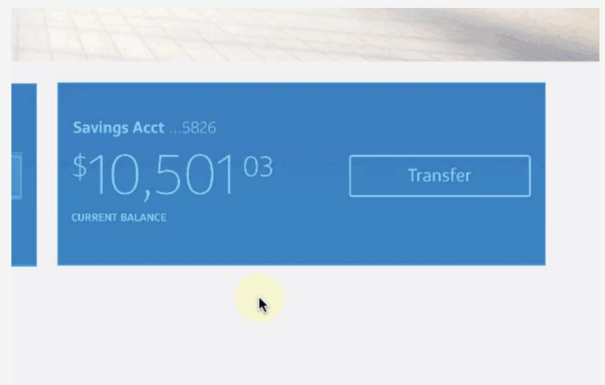 Savings Acct ...5826
$10,501 03
Transfer
CURRENT BALANCE